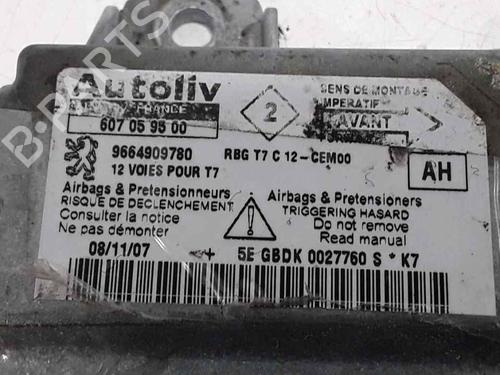 Autoliv
FRANCE
607 05 95 00
2
SENS DE MONTAGE
IMPERATIF
AVANT
9664909780
RBG T7 C 12-CEM00
12 VOIES POUR T7
AH
Airbags & Pretensionneurs
RISQUE DE DECLENCHEMENT
Consulter la notice
Ne pas démonter
Airbags & Pretensioners
TRIGGERING HASARD
Do not remove
Read manual
08/11/07
+ 5E GBDK 0027760 S * K7
B-PARTS